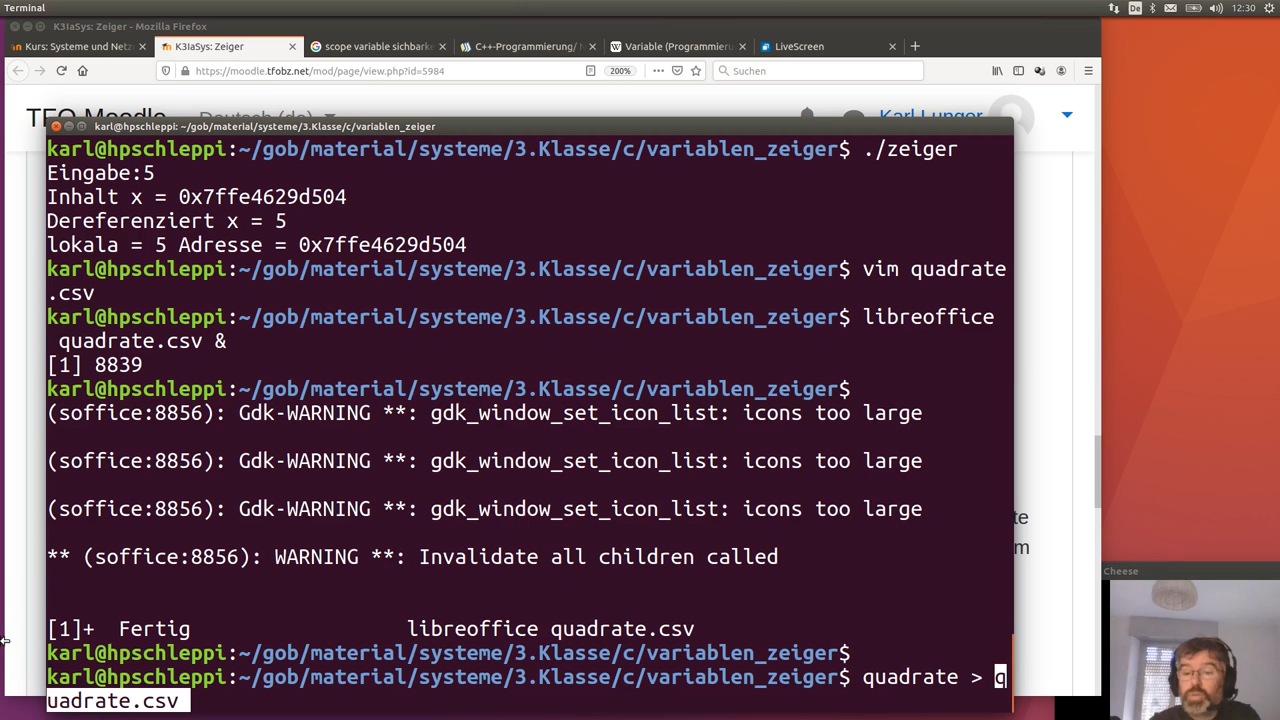 Terminal
De
12:30
K3IaSys: Zeiger - Mozilla Firefox
Kurs: Systeme und Netz
K3IaSys: Zeiger
scope variable sichtbarke
C++-Programmierung/ N
Variable (Programmieru
LiveScreen
https://moodle.tfobz.net/mod/page/view.php?id=5984
200%
Suchen
TFO Moodle
Deutsch (de)
Karl Lunger
karl@hpschleppi: ~/gob/material/systeme/3.Klasse/c/variablen_zeiger
karl@hpschleppi:~/gob/material/systeme/3.Klasse/c/variablen_zeiger$ ./zeiger
Eingabe:5
Inhalt x = 0x7ffe4629d504
Dereferenziert x = 5
lokala = 5 Adresse = 0x7ffe4629d504
karl@hpschleppi:~/gob/material/systeme/3.Klasse/c/variablen_zeiger$ vim quadrate
.csv
karl@hpschleppi:~/gob/material/systeme/3.Klasse/c/variablen_zeiger$ libreoffice
quadrate.csv &
[1] 8839
karl@hpschleppi:~/gob/material/systeme/3.Klasse/c/variablen_zeiger$
(soffice:8856): Gdk-WARNING **: gdk_window_set_icon_list: icons too large
(soffice:8856): Gdk-WARNING **: gdk_window_set_icon_list: icons too large
(soffice:8856): Gdk-WARNING **: gdk_window_set_icon_list: icons too large
te
m
** (soffice:8856): WARNING **: Invalidate all children called
Cheese
[1]+  Fertig                  libreoffice quadrate.csv
karl@hpschleppi:~/gob/material/systeme/3.Klasse/c/variablen_zeiger$
karl@hpschleppi:~/gob/material/systeme/3.Klasse/c/variablen_zeiger$ quadrate > q
uadrate.csv